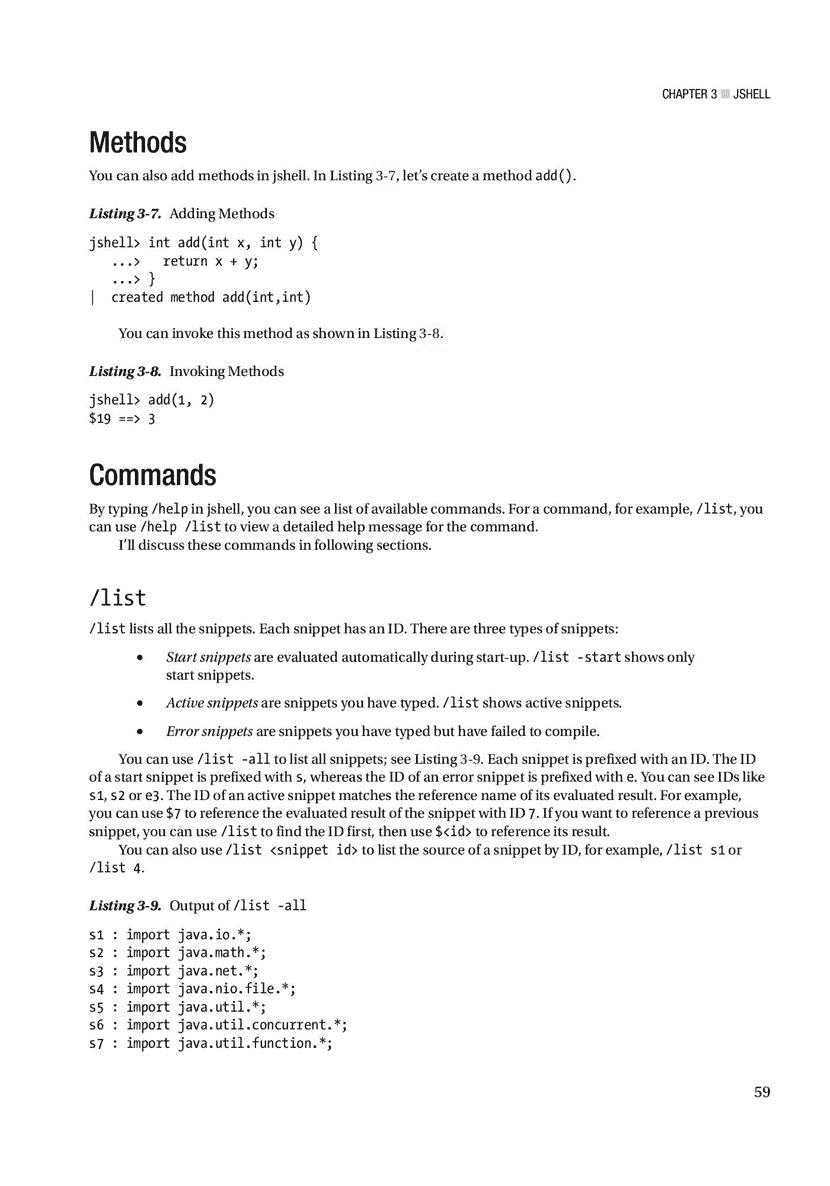 CHAPTER 3 ▒ JSHELL
Methods
You can also add methods in jshell. In Listing 3-7, let's create a method add().
Listing 3-7. Adding Methods
jshell> int add(int x, int y) {
   ...>   return x + y;
   ...> }
|  created method add(int,int)
You can invoke this method as shown in Listing 3-8.
Listing 3-8. Invoking Methods
jshell> add(1, 2)
$19 ==> 3
Commands
By typing /help in jshell, you can see a list of available commands. For a command, for example, /list, you
can use /help /list to view a detailed help message for the command.
I'll discuss these commands in following sections.
/list
/list lists all the snippets. Each snippet has an ID. There are three types of snippets:
• Start snippets are evaluated automatically during start-up. /list -start shows only
start snippets.
• Active snippets are snippets you have typed. /list shows active snippets.
• Error snippets are snippets you have typed but have failed to compile.
You can use /list -all to list all snippets; see Listing 3-9. Each snippet is prefixed with an ID. The ID
of a start snippet is prefixed with s, whereas the ID of an error snippet is prefixed with e. You can see IDs like
s1, s2 or e3. The ID of an active snippet matches the reference name of its evaluated result. For example,
you can use $7 to reference the evaluated result of the snippet with ID 7. If you want to reference a previous
snippet, you can use /list to find the ID first, then use $<id> to reference its result.
You can also use /list <snippet id> to list the source of a snippet by ID, for example, /list s1 or
/list 4.
Listing 3-9. Output of /list -all
s1 : import java.io.*;
s2 : import java.math.*;
s3 : import java.net.*;
s4 : import java.nio.file.*;
s5 : import java.util.*;
s6 : import java.util.concurrent.*;
s7 : import java.util.function.*;
59